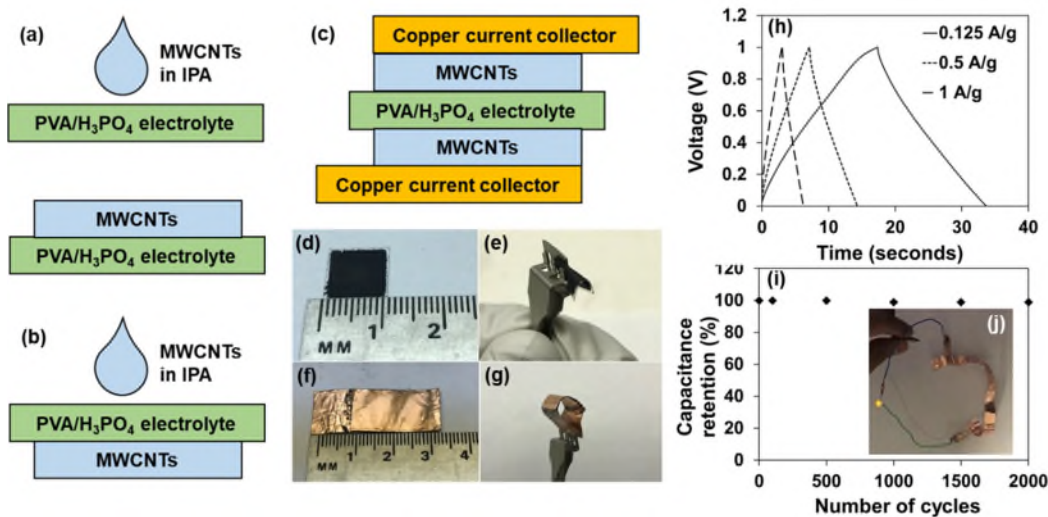 (a)
MWCNTs
in IPA
PVA/H₃PO₄ electrolyte
MWCNTs
PVA/H₃PO₄ electrolyte
(b)
MWCNTs
in IPA
PVA/H₃PO₄ electrolyte
MWCNTs
(c)
Copper current collector
MWCNTs
PVA/H₃PO₄ electrolyte
MWCNTs
Copper current collector
(d)
1 2
MM
(e)
(f)
1 2 3 4
MM
(g)
(h)
0.125 A/g
0.5 A/g
1 A/g
Voltage (V)
1
0.8
0.6
0.4
0.2
0
0 10 20 30 40
Time (seconds)
(i)
(j)
Capacitance
retention (%)
120
100
80
60
40
20
0
0 500 1000 1500 2000
Number of cycles